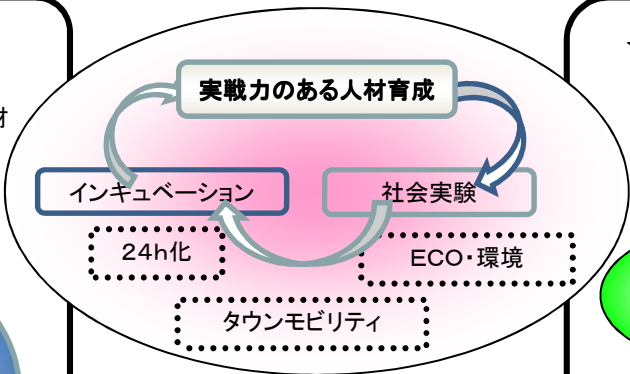 実戦力のある人材育成
材
インキュベーション
社会実験
24h化
ECO・環境
タウンモビリティ